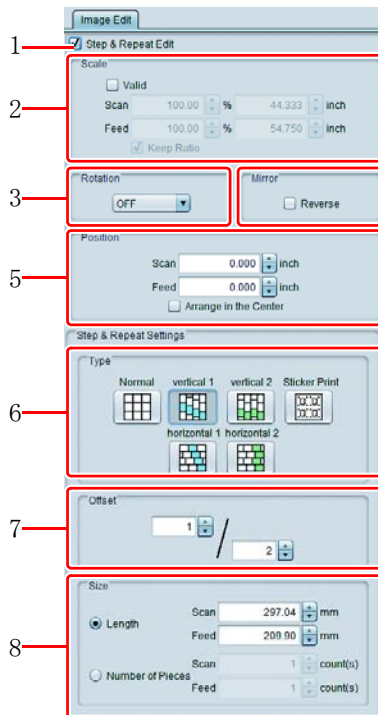 Image Edit
1 Step & Repeat Edit
Scale
2 Valid
Scan 100.00 % 44.333 inch
Feed 100.00 % 54.750 inch
Keep Ratio
3 Rotation Mirror
OFF Reverse
Position
5 Scan 0.000 inch
Feed 0.000 inch
Arrange in the Center
Step & Repeat Settings
Type
6 Normal vertical 1 vertical 2 Sticker Print
horizontal 1 horizontal 2
Offset
7 1 / 2
Size
8 Length Scan 297.04 mm
Feed 209.90 mm
Number of Pieces Scan 1 count(s)
Feed 1 count(s)